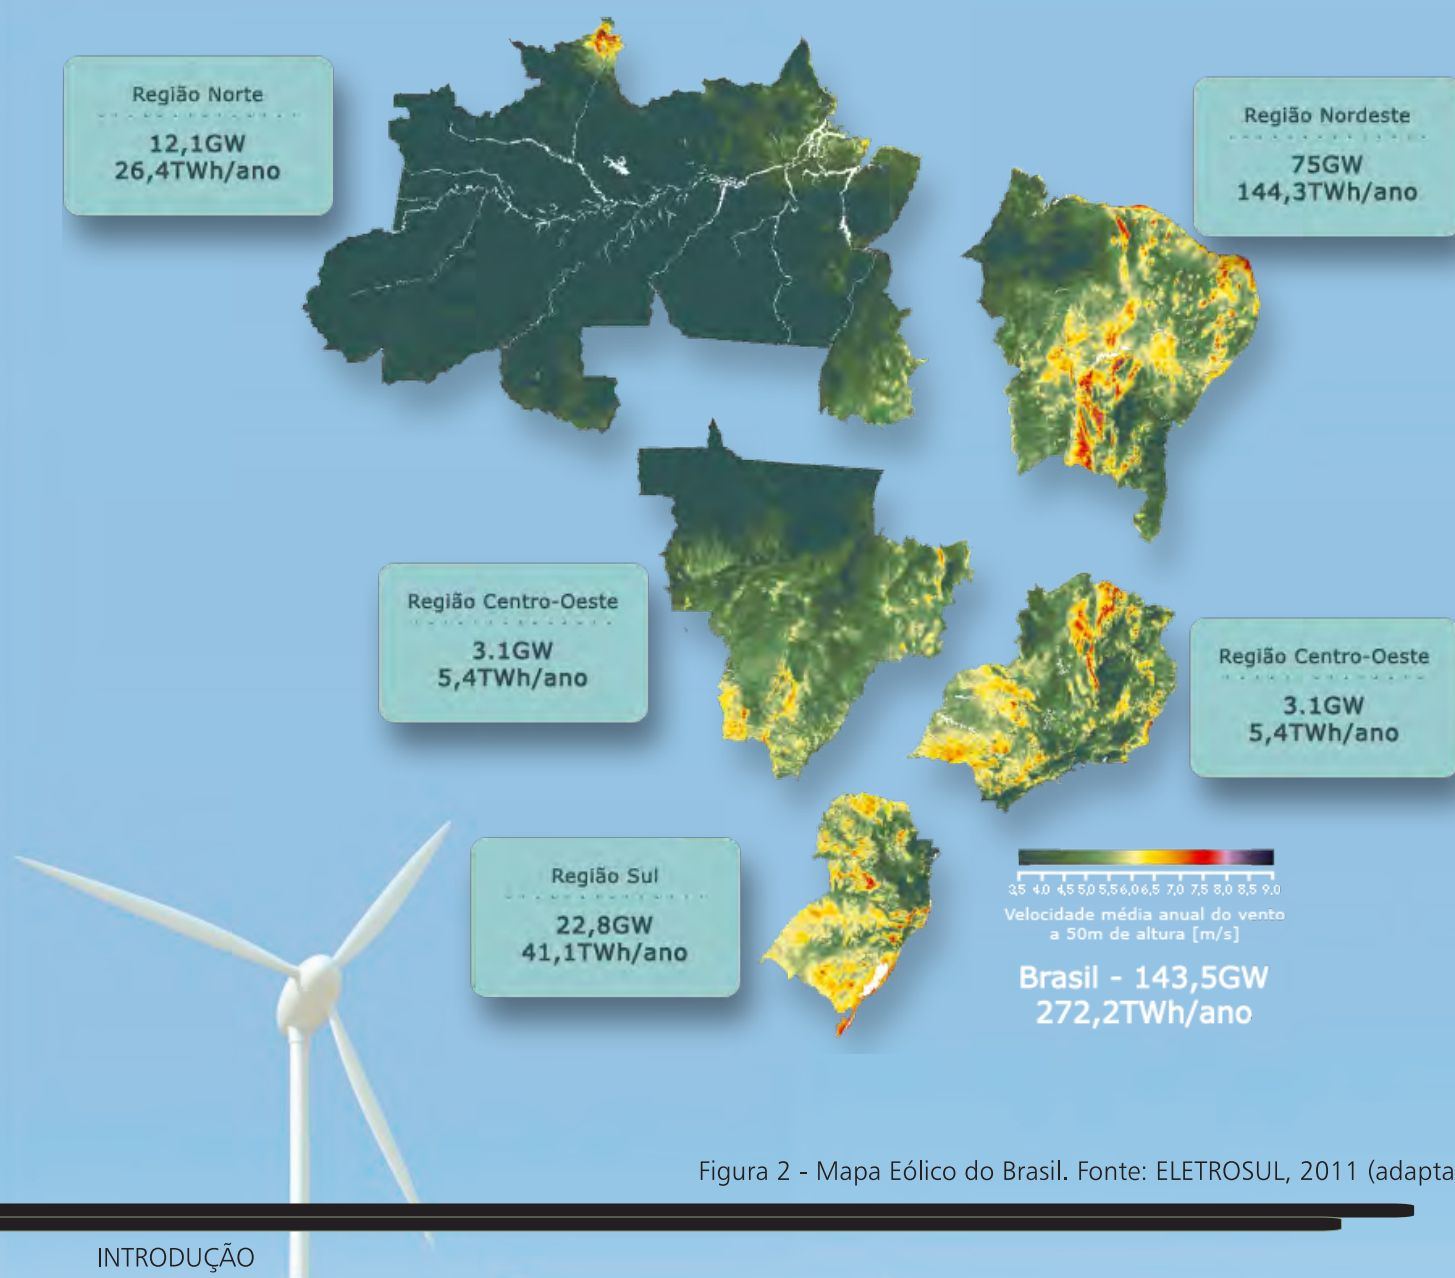 Região Norte
12,1GW
26,4TWh/ano
Região Nordeste
75GW
144,3TWh/ano
Região Centro-Oeste
3.1GW
5,4TWh/ano
Região Centro-Oeste
3.1GW
5,4TWh/ano
Região Sul
22,8GW
41,1TWh/ano
3,5 4,0 4,5 5,0 5,5 6,0 6,5 7,0 7,5 8,0 8,5 9,0
Velocidade média anual do vento
a 50m de altura [m/s]
Brasil - 143,5GW
272,2TWh/ano
Figura 2 - Mapa Eólico do Brasil. Fonte: ELETROSUL, 2011 (adapta
INTRODUÇÃO